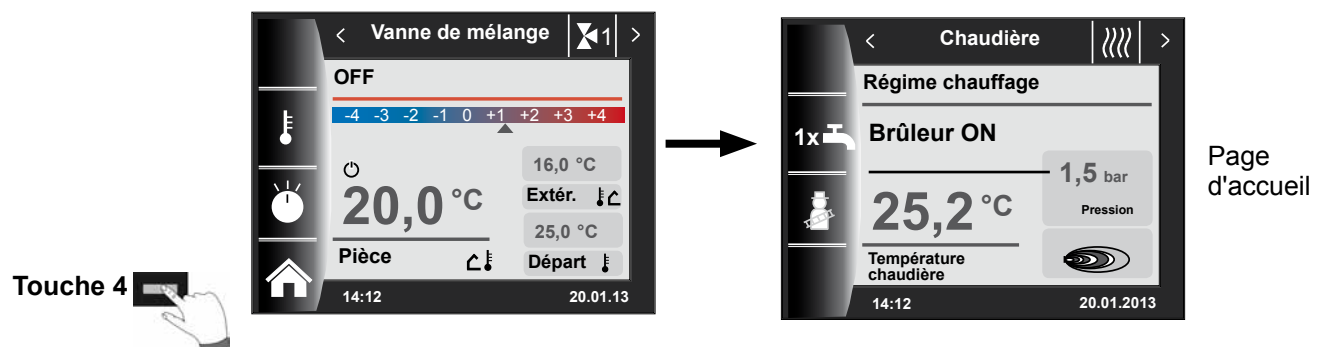 Touche 4
< Vanne de mélange 1 >
OFF
-4 -3 -2 -1 0 +1 +2 +3 +4
16,0 °C
Extér.
20,0 °C
25,0 °C
Pièce
Départ
14:12 20.01.13
< Chaudière >
Régime chauffage
1x
Brûleur ON
1,5 bar
Pression
25,2 °C
Température
chaudière
14:12 20.01.2013
Page
d'accueil